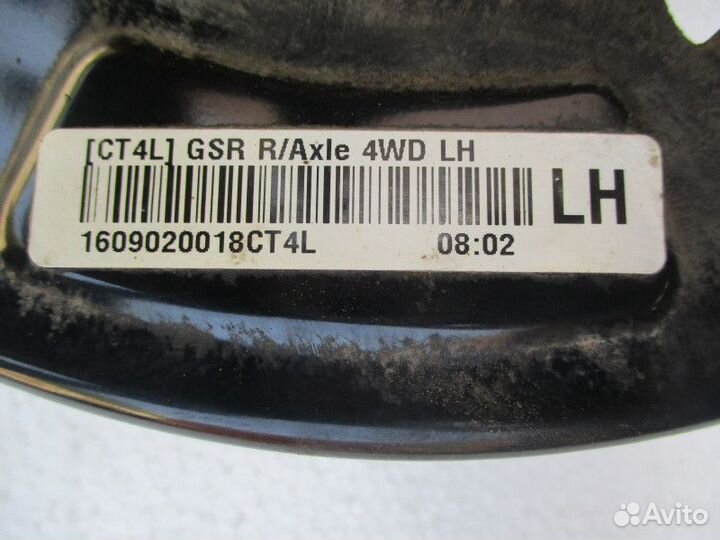 [CT4L] GSR R/Axle 4WD LH
LH
1609020018CT4L 08:02
Avito